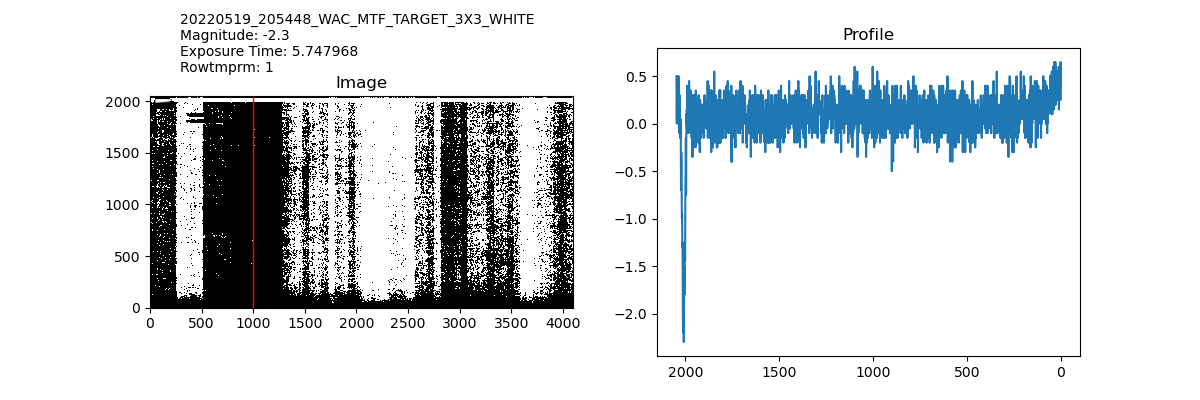 20220519_205448_WAC_MTF_TARGET_3X3_WHITE
Magnitude: -2.3
Exposure Time: 5.747968
Rowtmprm: 1
Image
2000
1500
1000
500
0
0 500 1000 1500 2000 2500 3000 3500 4000
Profile
0.5
0.0
−0.5
−1.0
−1.5
−2.0
2000 1500 1000 500 0